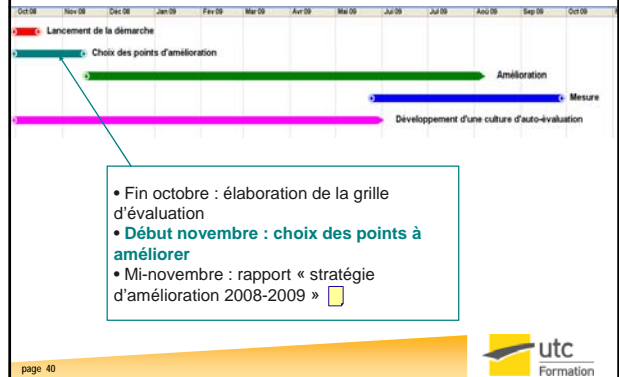 Oct 08 Nov 08 Déc 08 Jan 09 Fev 09 Mar 09 Avr 09 Mai 09 Jui 09 Jul 09 Aoû 09 Sep 09 Oct 09
Lancement de la démarche
Choix des points d'amélioration
Amélioration
Mesure
Développement d'une culture d'auto-évaluation
• Fin octobre : élaboration de la grille
d'évaluation
• Début novembre : choix des points à
améliorer
• Mi-novembre : rapport « stratégie
d'amélioration 2008-2009 »
page 40
utc
Formation